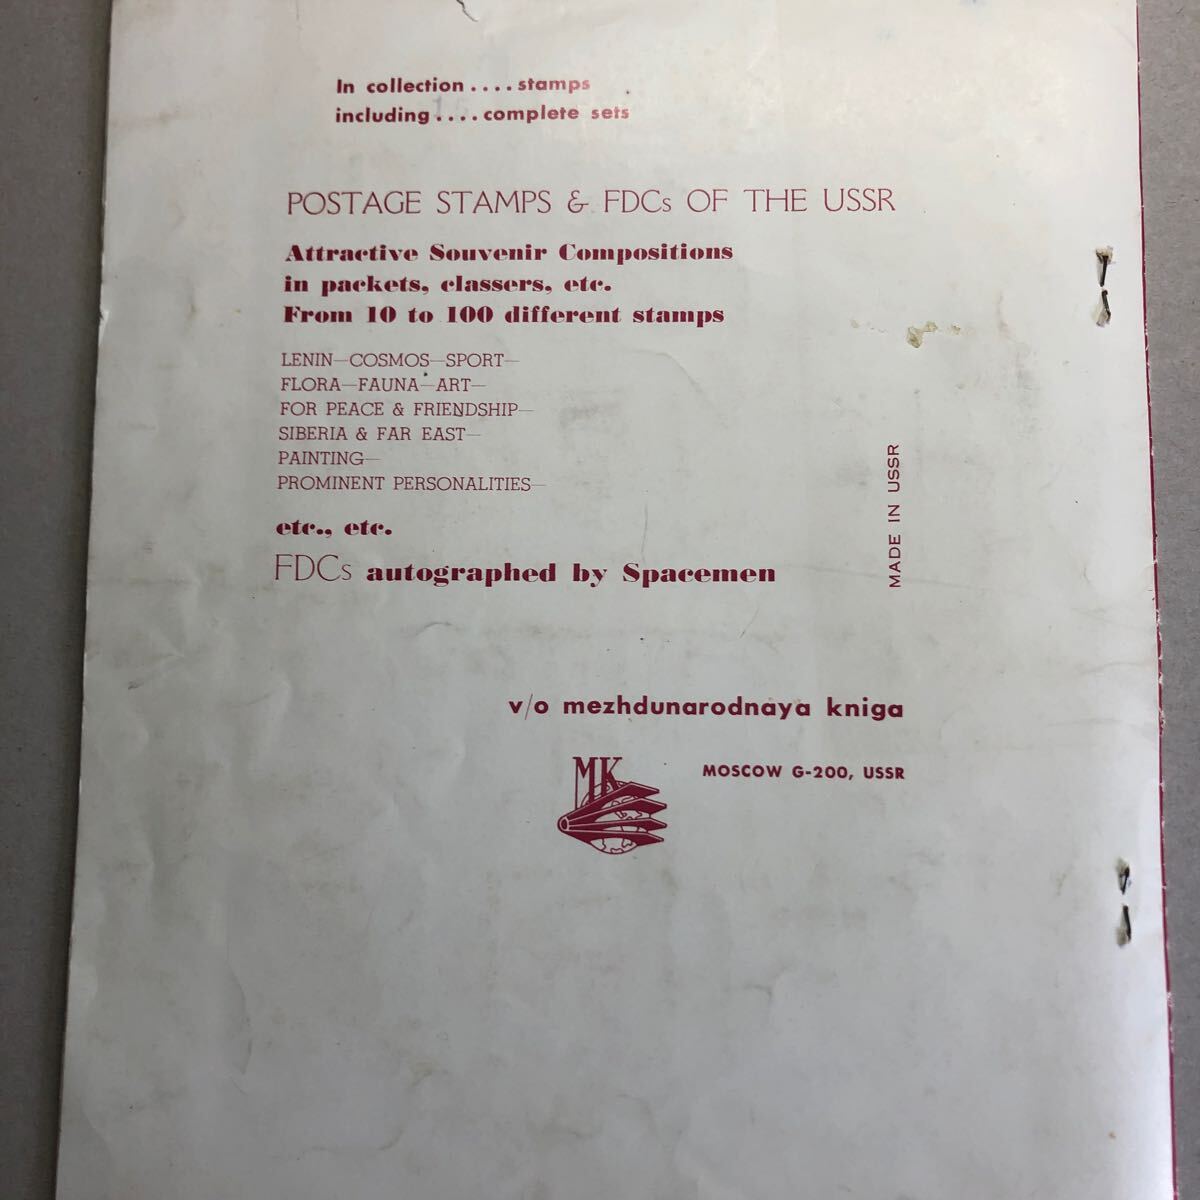 In collection .... stamps
including .... complete sets
POSTAGE STAMPS & FDCs OF THE USSR
Attractive Souvenir Compositions
in packets, classers, etc.
From 10 to 100 different stamps
LENIN—COSMOS—SPORT—
FLORA—FAUNA—ART—
FOR PEACE & FRIENDSHIP—
SIBERIA & FAR EAST—
PAINTING—
PROMINENT PERSONALITIES—
etc., etc.
FDCs autographed by Spacemen
MADE IN USSR
v/o mezhdunarodnaya kniga
MK
MOSCOW G-200, USSR